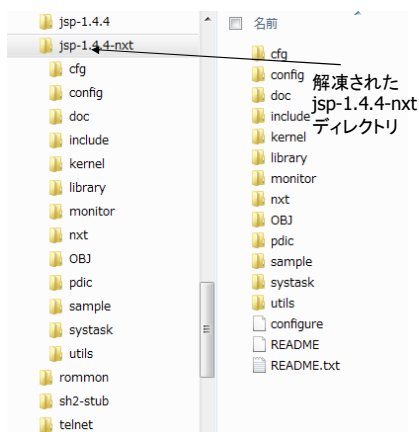 jsp-1.4.4
jsp-1.4.4-nxt
cfg
config
doc
include
kernel
library
monitor
nxt
OBJ
pdic
sample
systask
utils
rommon
sh2-stub
telnet
名前
cfg
config
doc
include
kernel
library
monitor
nxt
OBJ
pdic
sample
systask
utils
configure
README
README.txt
解凍された
jsp-1.4.4-nxt
ディレクトリ